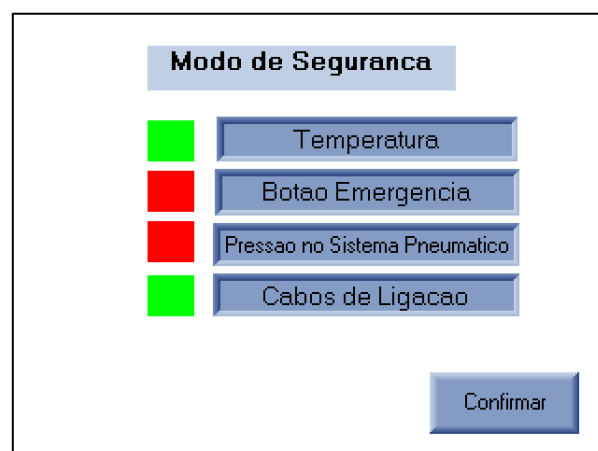 Modo de Seguranca
Temperatura
Botao Emergencia
Pressao no Sistema Pneumatico
Cabos de Ligacao
Confirmar